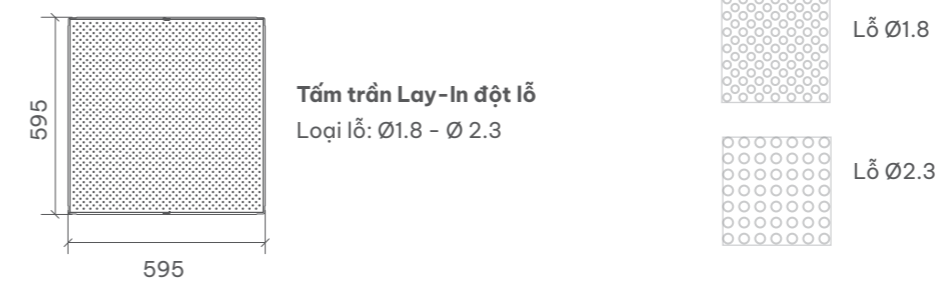 595
595
Tấm trần Lay-In đột lỗ
Loại lỗ: Ø1.8 - Ø 2.3
Lỗ Ø1.8
Lỗ Ø2.3